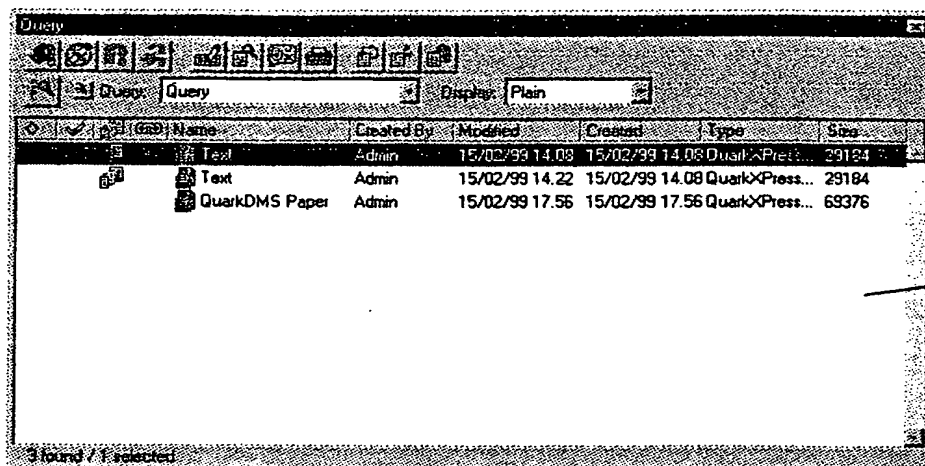 Query
Query: Query Display: Plain
Name Created By Modified Created Type Size
Text Admin 15/02/99 14.08 15/02/99 14.08 QuarkXPress... 29184
Text Admin 15/02/99 14.22 15/02/99 14.08 QuarkXPress... 29184
QuarkDMS Paper Admin 15/02/99 17.56 15/02/99 17.56 QuarkXPress... 69376
3 found / 1 selected